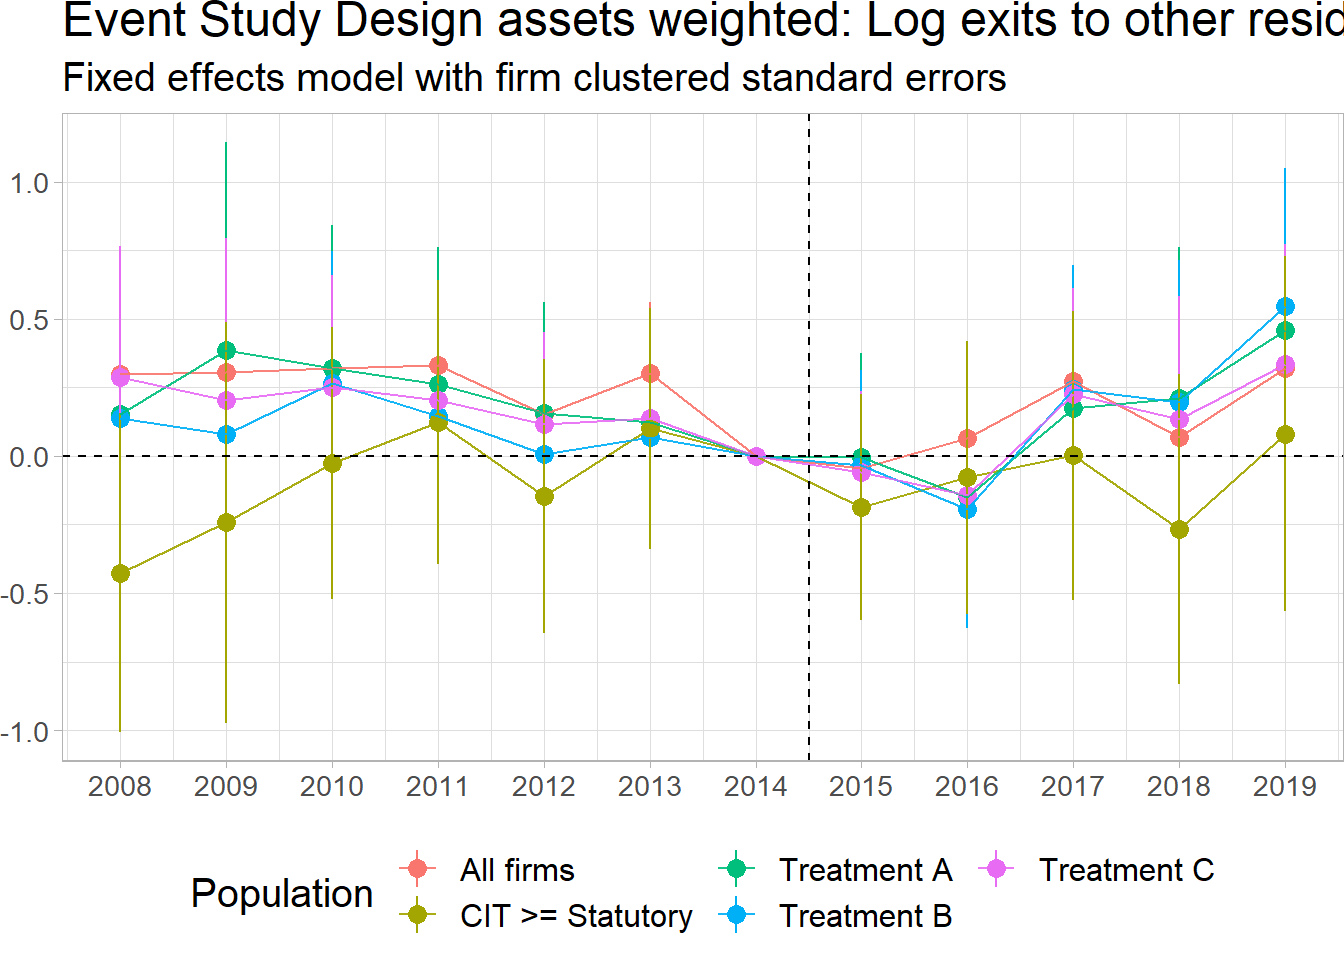 Event Study Design assets weighted: Log exits to other resid
Fixed effects model with firm clustered standard errors
1.0
0.5
0.0
-0.5
-1.0
2008 2009 2010 2011 2012 2013 2014 2015 2016 2017 2018 2019
Population
All firms
CIT >= Statutory
Treatment A
Treatment B
Treatment C